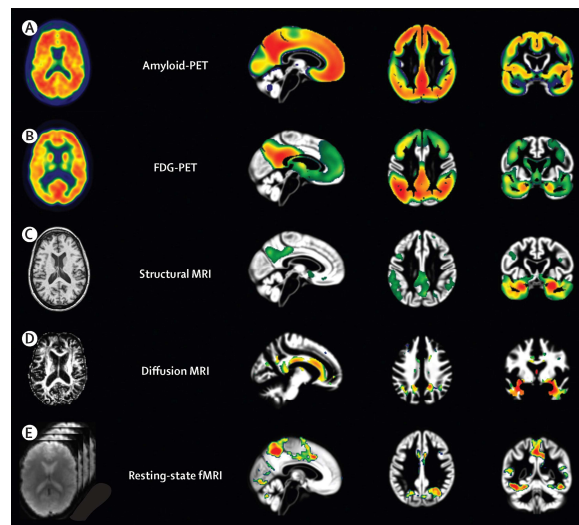 A
Amyloid-PET
B
FDG-PET
C
Structural MRI
D
Diffusion MRI
E
Resting-state fMRI